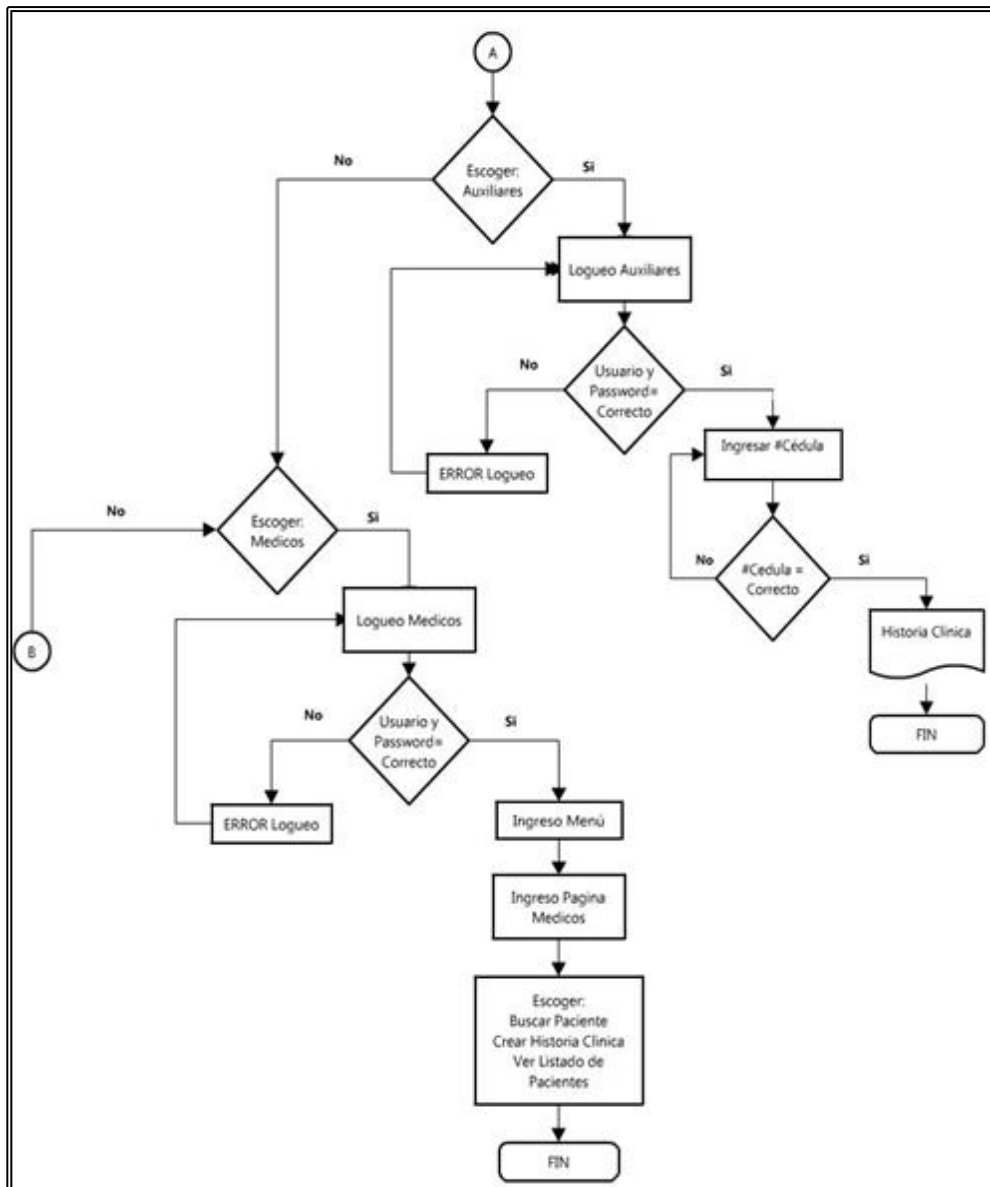 A
No
Escoger:
Auxiliares
Si
Logueo Auxiliares
No
Usuario y
Password=
Correcto
Si
Ingresar #Cédula
ERROR Logueo
No
Escoger:
Medicos
Si
No
#Cedula =
Correcto
Si
Logueo Medicos
Historia Clinica
B
No
Usuario y
Password=
Correcto
Si
FIN
ERROR Logueo
Ingreso Menú
Ingreso Pagina
Medicos
Escoger:
Buscar Paciente
Crear Historia Clinica
Ver Listado de
Pacientes
FIN